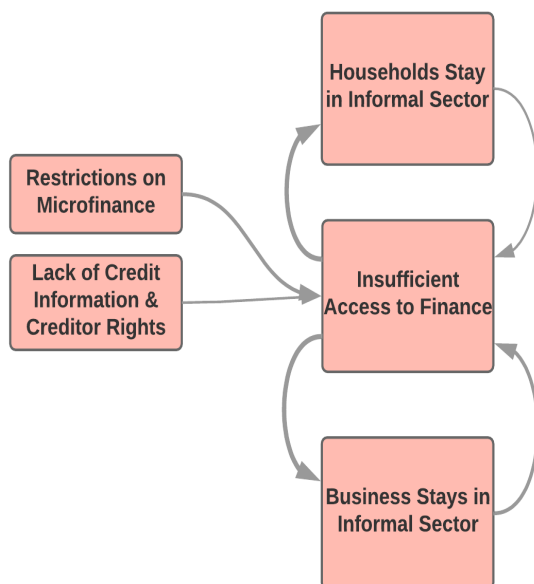 Households Stay
in Informal Sector
Restrictions on
Microfinance
Lack of Credit
Information &
Creditor Rights
Insufficient
Access to Finance
Business Stays in
Informal Sector